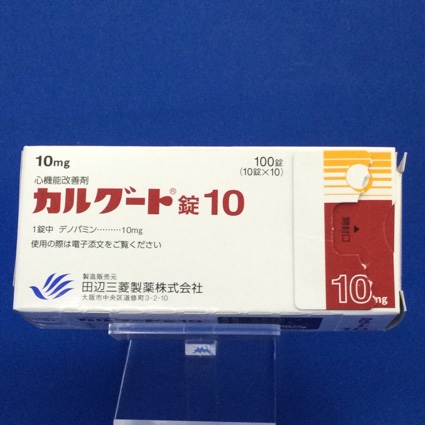 10mg
100錠
(10錠×10)
心機能改善剤
カルグート®錠10
1錠中 デノパミン………10mg
使用の際は電子添文をご覧ください
製造販売元
田辺三菱製薬株式会社
大阪市中央区道修町3-2-10
開封口
10mg